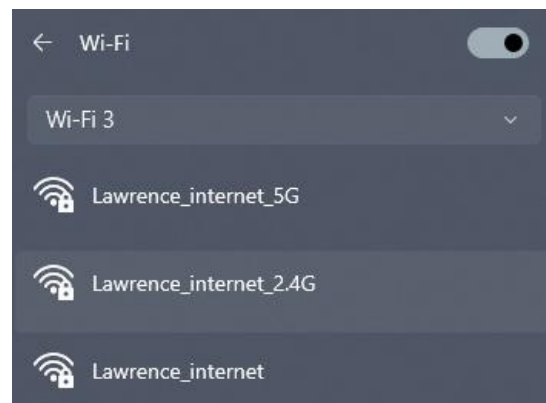 Wi-Fi
Wi-Fi 3
Lawrence_internet_5G
Lawrence_internet_2.4G
Lawrence_internet